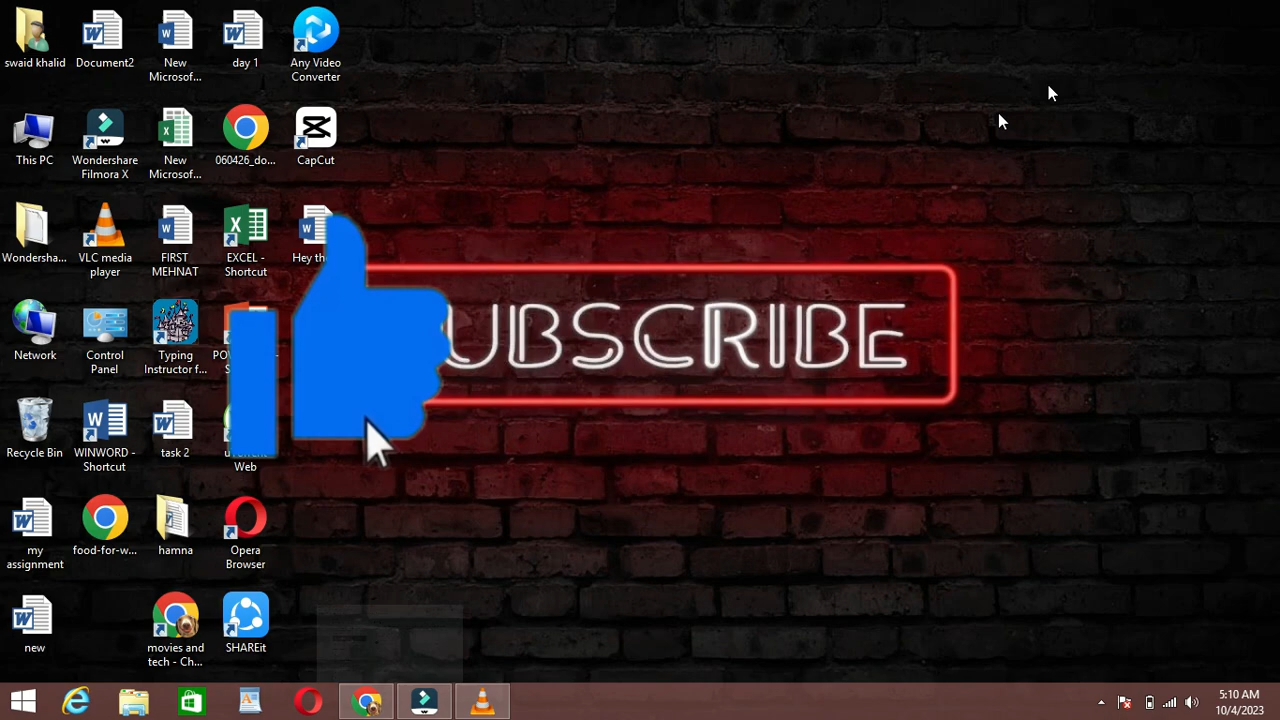 swaid khalid
Document2
New
Microsof...
day 1
Any Video
Converter
This PC
Wondershare
Filmora X
New
Microsof...
060426_do...
CapCut
Wondersha...
VLC media
player
FIRST
MEHNAT
EXCEL -
Shortcut
Hey th
UBSCRIBE
Network
Control
Panel
Typing
Instructor f...
Recycle Bin
WINWORD -
Shortcut
task 2
Web
my
assignment
food-for-w...
hamna
Opera
Browser
new
movies and
tech - Ch...
SHAREit
5:10 AM
10/4/2023